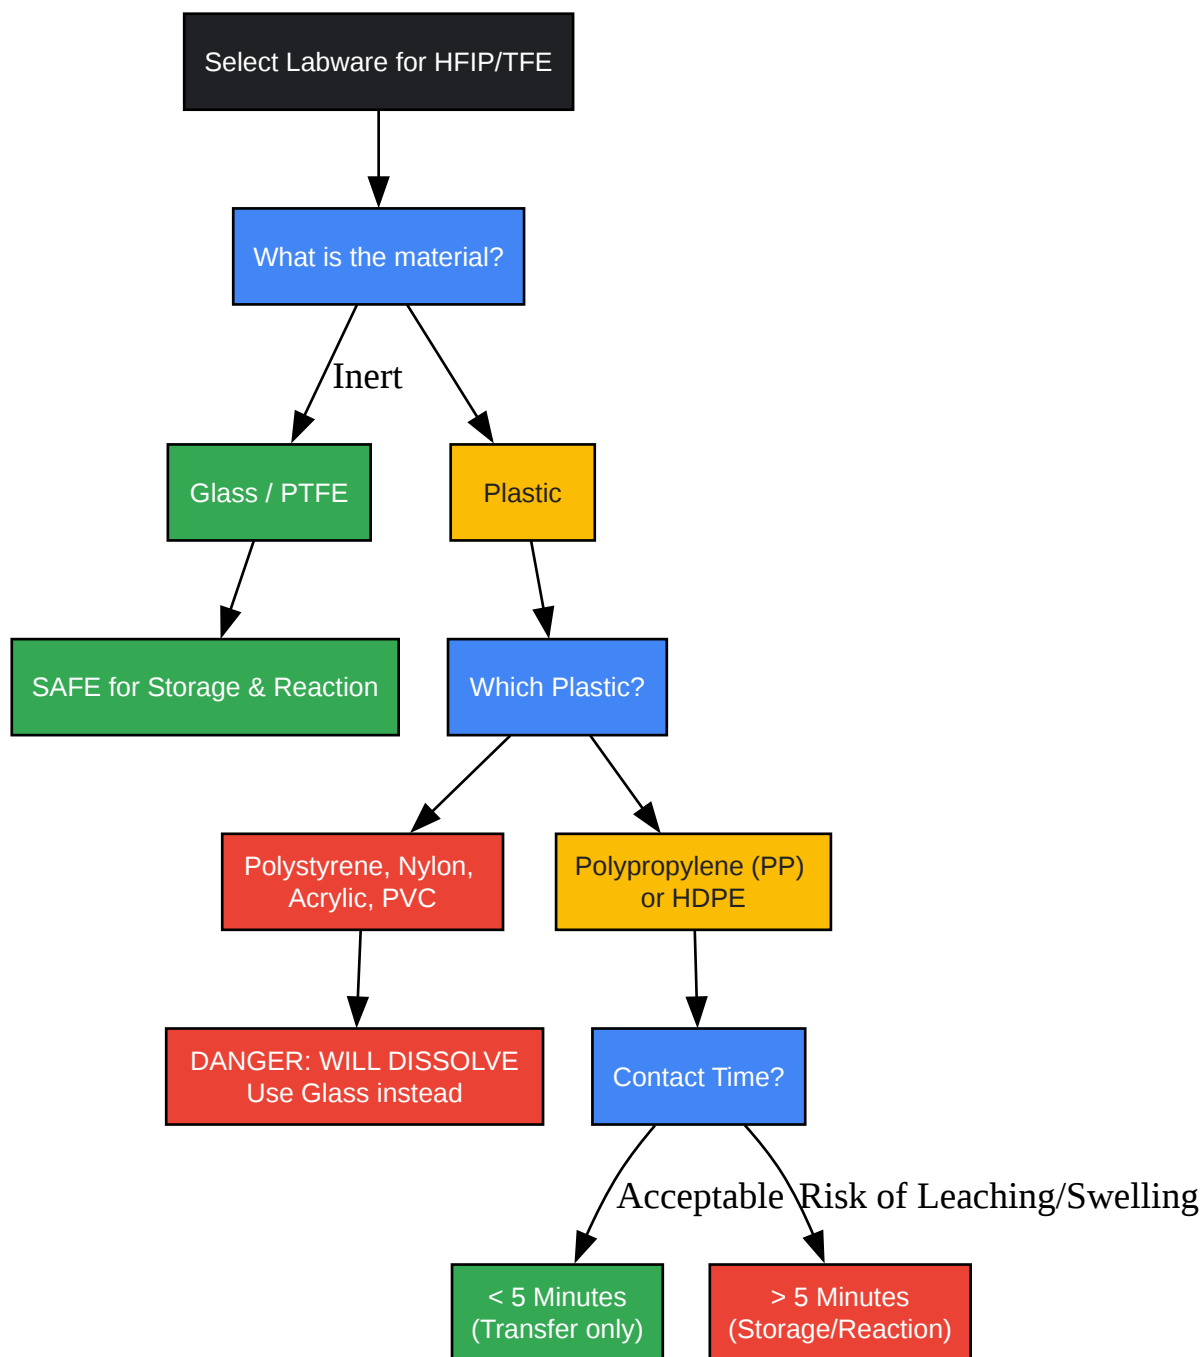 Select Labware for HFIP/TFE
What is the material?
Inert
Glass / PTFE
Plastic
SAFE for Storage & Reaction
Which Plastic?
Polystyrene, Nylon,
Acrylic, PVC
Polypropylene (PP)
or HDPE
DANGER: WILL DISSOLVE
Use Glass instead
Contact Time?
Acceptable
Risk of Leaching/Swelling
< 5 Minutes
(Transfer only)
> 5 Minutes
(Storage/Reaction)